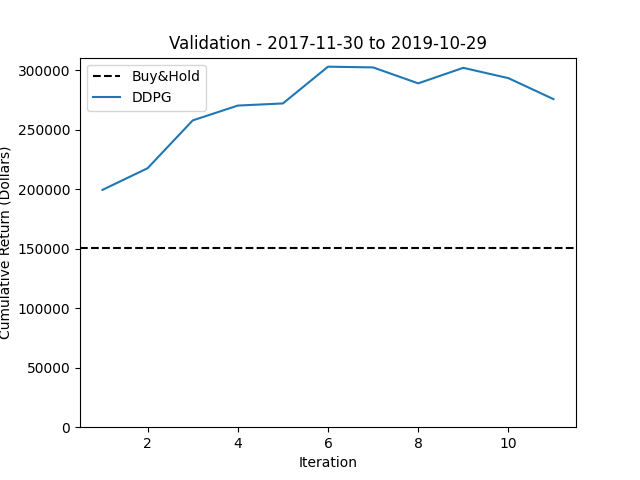 Validation - 2017-11-30 to 2019-10-29
Buy&Hold
DDPG
300000
250000
200000
150000
100000
50000
0
Cumulative Return (Dollars)
2 4 6 8 10
Iteration